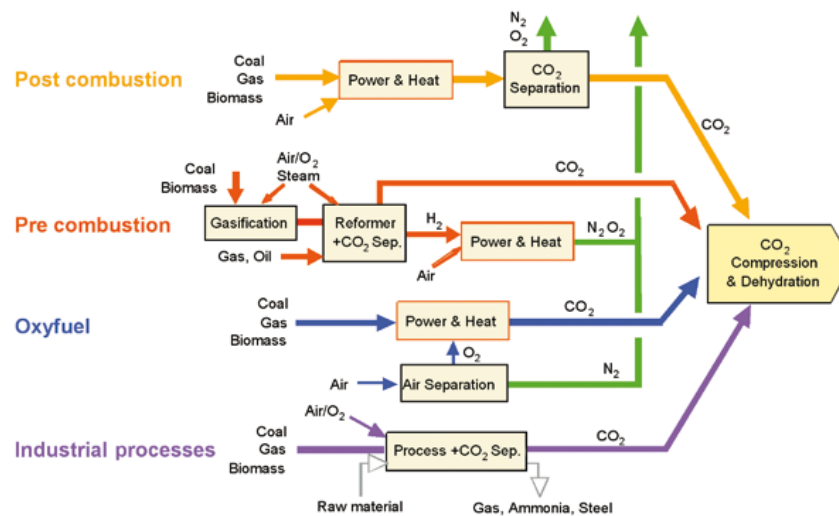 N₂
O₂
Post combustion
Coal
Gas
Biomass
Air
Power & Heat
CO₂
Separation
CO₂
Pre combustion
Coal
Biomass
Air/O₂
Steam
Gasification
Gas, Oil
Reformer
+CO₂ Sep.
H₂
Air
Power & Heat
N₂O₂
CO₂
CO₂
Compression
& Dehydration
Oxyfuel
Coal
Gas
Biomass
Power & Heat
CO₂
O₂
Air
Air Separation
N₂
Industrial processes
Air/O₂
Coal
Gas
Biomass
Process +CO₂ Sep.
CO₂
Raw material
Gas, Ammonia, Steel